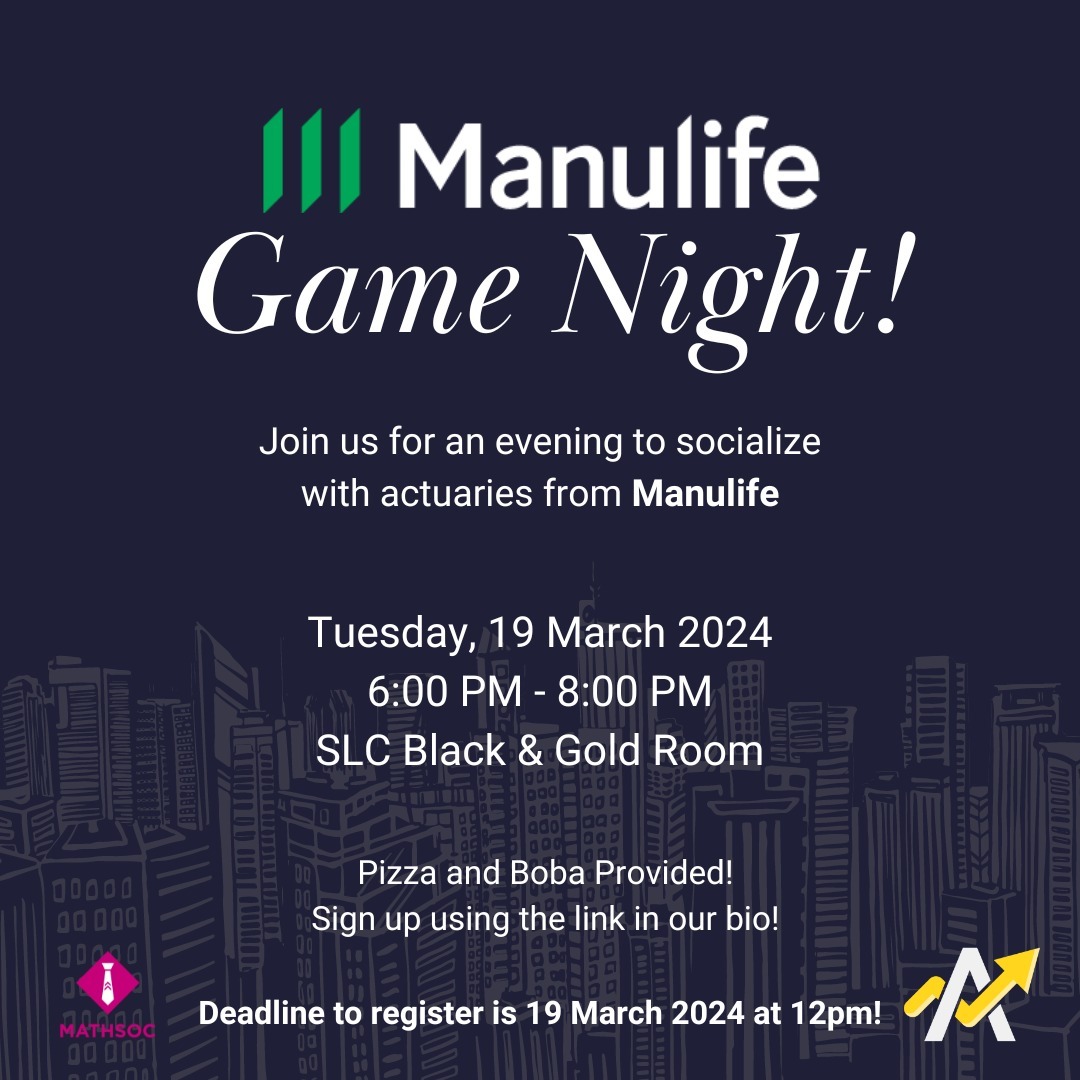 Manulife
Game Night!
Join us for an evening to socialize
with actuaries from Manulife
Tuesday, 19 March 2024
6:00 PM - 8:00 PM
SLC Black & Gold Room
Pizza and Boba Provided!
Sign up using the link in our bio!
Deadline to register is 19 March 2024 at 12pm!
MATHSOC